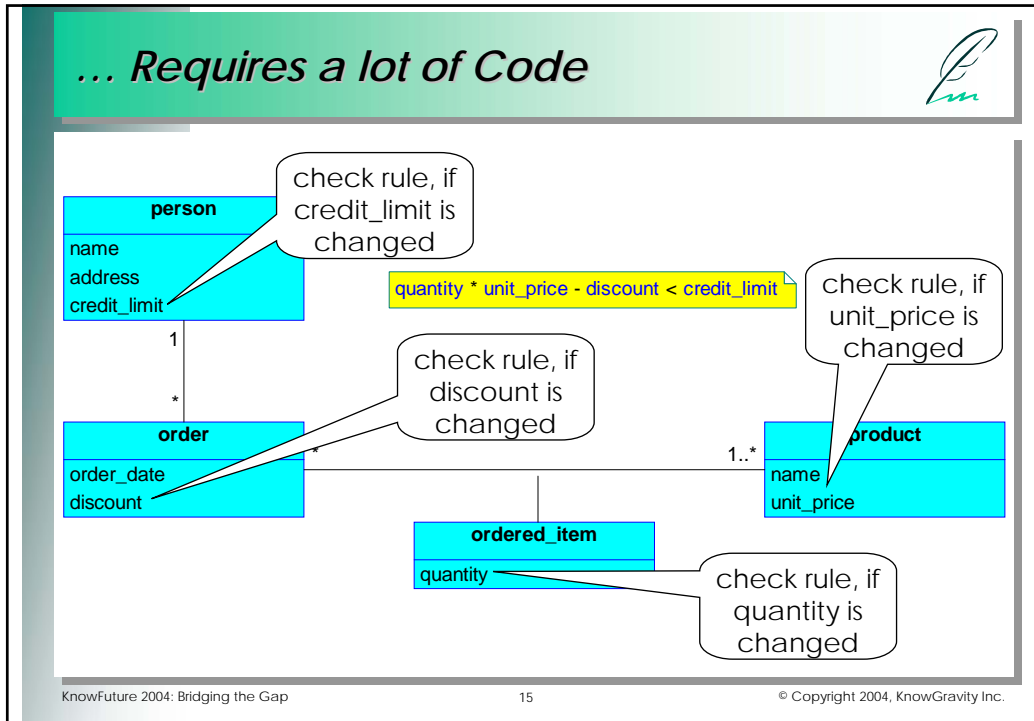 ... Requires a lot of Code
check rule, if
credit_limit is
changed
person
name
address
credit_limit
quantity * unit_price - discount < credit_limit
check rule, if
unit_price is
changed
1
check rule, if
discount is
changed
*
order
order_date
discount
*
1..*
product
name
unit_price
ordered_item
quantity
check rule, if
quantity is
changed
KnowFuture 2004: Bridging the Gap
15
© Copyright 2004, KnowGravity Inc.